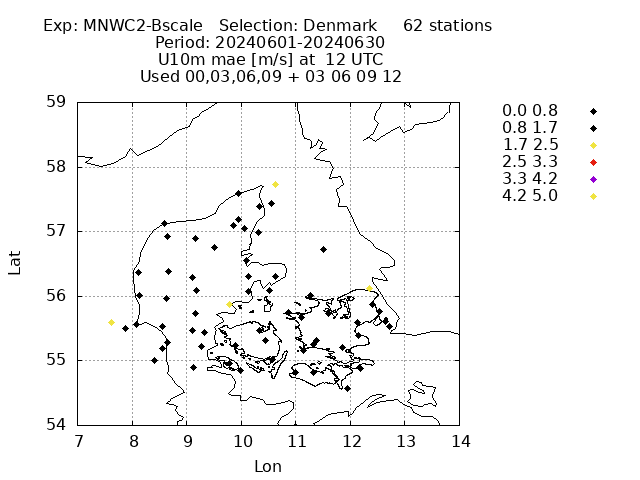 Exp: MNWC2-Bscale   Selection: Denmark     62 stations
Period: 20240601-20240630
U10m mae [m/s] at  12 UTC
Used 00,03,06,09 + 03 06 09 12
0.0 0.8
0.8 1.7
1.7 2.5
2.5 3.3
3.3 4.2
4.2 5.0
59
58
57
56
55
54
Lat
7 8 9 10 11 12 13 14
Lon